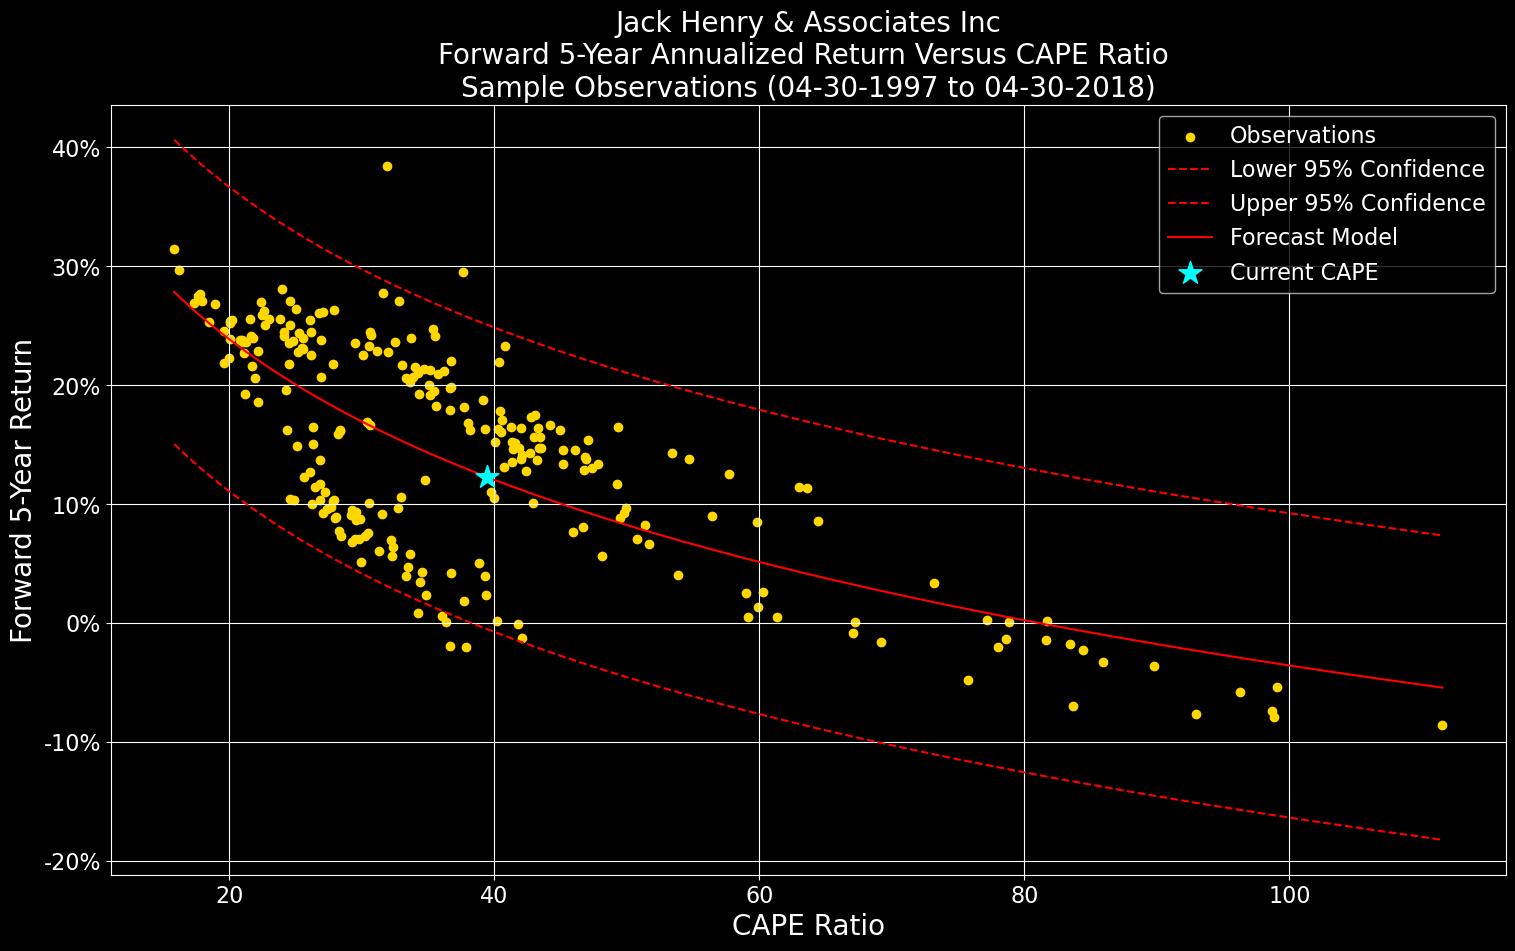 Jack Henry & Associates Inc
Forward 5-Year Annualized Return Versus CAPE Ratio
Sample Observations (04-30-1997 to 04-30-2018)
Observations
Lower 95% Confidence
Upper 95% Confidence
Forecast Model
Current CAPE
40%
30%
20%
10%
0%
-10%
-20%
Forward 5-Year Return
20
40
60
80
100
CAPE Ratio